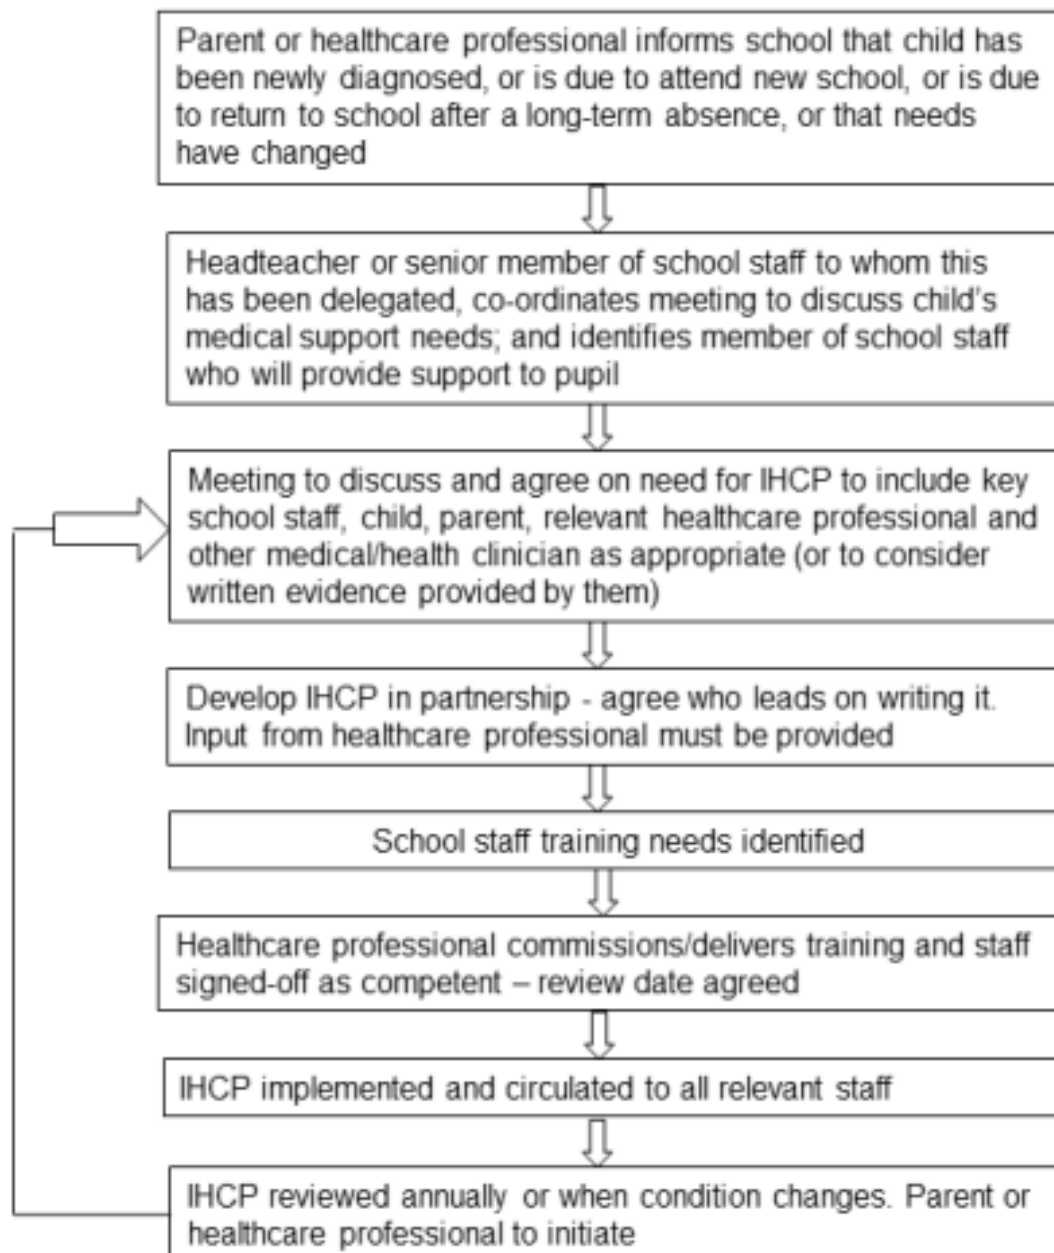 Parent or healthcare professional informs school that child has
been newly diagnosed, or is due to attend new school, or is due
to return to school after a long-term absence, or that needs
have changed
Headteacher or senior member of school staff to whom this
has been delegated, co-ordinates meeting to discuss child's
medical support needs; and identifies member of school staff
who will provide support to pupil
Meeting to discuss and agree on need for IHCP to include key
school staff, child, parent, relevant healthcare professional and
other medical/health clinician as appropriate (or to consider
written evidence provided by them)
Develop IHCP in partnership - agree who leads on writing it.
Input from healthcare professional must be provided
School staff training needs identified
Healthcare professional commissions/delivers training and staff
signed-off as competent – review date agreed
IHCP implemented and circulated to all relevant staff
IHCP reviewed annually or when condition changes. Parent or
healthcare professional to initiate